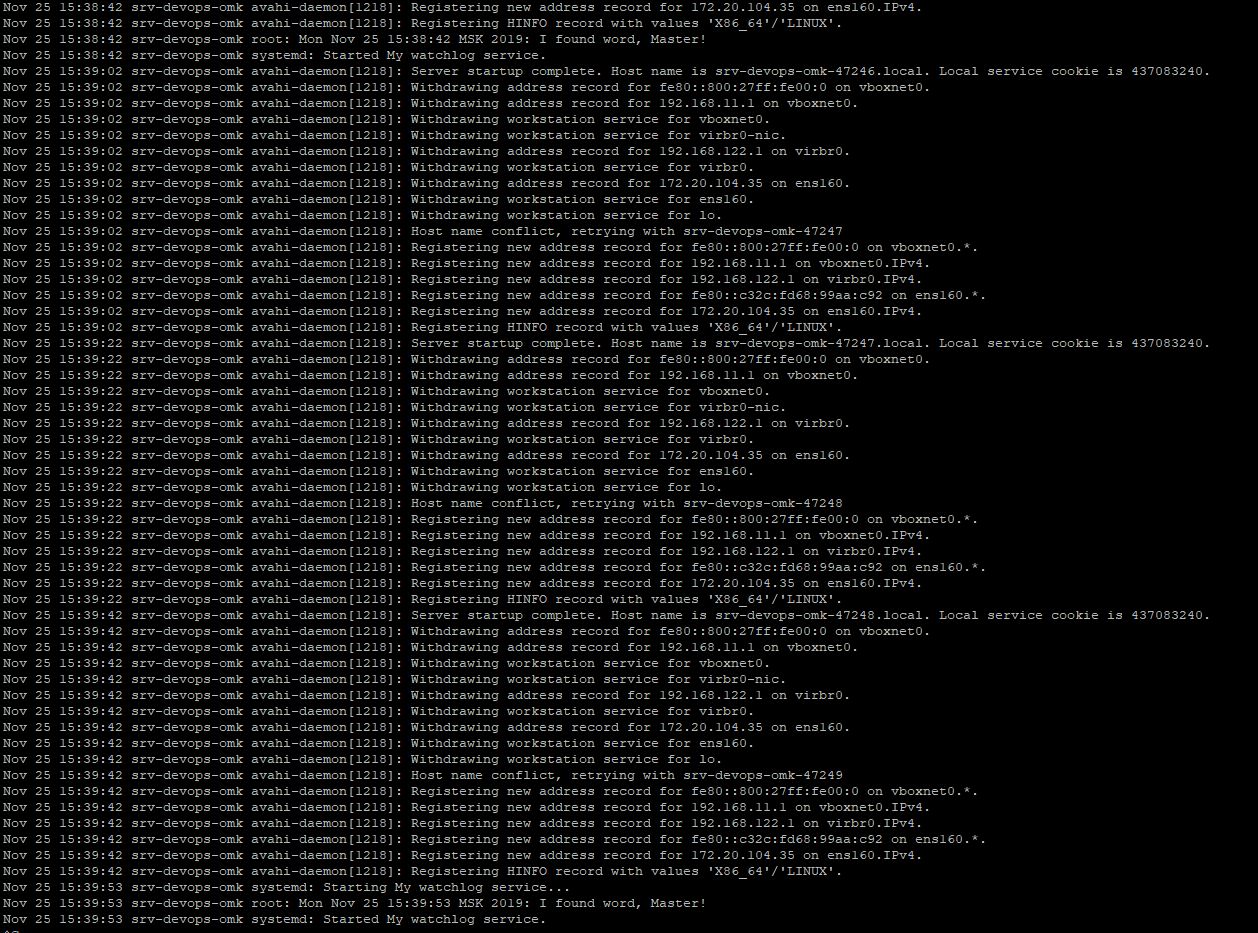 Nov 25 15:38:42 srv-devops-omk avahi-daemon[1218]: Registering new address record for 172.20.104.35 on ens160.IPv4.
Nov 25 15:38:42 srv-devops-omk avahi-daemon[1218]: Registering HINFO record with values 'X86_64'/'LINUX'.
Nov 25 15:38:42 srv-devops-omk root: Mon Nov 25 15:38:42 MSK 2019: I found word, Master!
Nov 25 15:38:42 srv-devops-omk systemd: Started My watchlog service.
Nov 25 15:39:02 srv-devops-omk avahi-daemon[1218]: Server startup complete. Host name is srv-devops-omk-47246.local. Local service cookie is 437083240.
Nov 25 15:39:02 srv-devops-omk avahi-daemon[1218]: Withdrawing address record for fe80::800:27ff:fe00:0 on vboxnet0.
Nov 25 15:39:02 srv-devops-omk avahi-daemon[1218]: Withdrawing address record for 192.168.11.1 on vboxnet0.
Nov 25 15:39:02 srv-devops-omk avahi-daemon[1218]: Withdrawing workstation service for vboxnet0.
Nov 25 15:39:02 srv-devops-omk avahi-daemon[1218]: Withdrawing workstation service for virbr0-nic.
Nov 25 15:39:02 srv-devops-omk avahi-daemon[1218]: Withdrawing address record for 192.168.122.1 on virbr0.
Nov 25 15:39:02 srv-devops-omk avahi-daemon[1218]: Withdrawing workstation service for virbr0.
Nov 25 15:39:02 srv-devops-omk avahi-daemon[1218]: Withdrawing address record for 172.20.104.35 on ens160.
Nov 25 15:39:02 srv-devops-omk avahi-daemon[1218]: Withdrawing workstation service for ens160.
Nov 25 15:39:02 srv-devops-omk avahi-daemon[1218]: Withdrawing workstation service for lo.
Nov 25 15:39:02 srv-devops-omk avahi-daemon[1218]: Host name conflict, retrying with srv-devops-omk-47247
Nov 25 15:39:02 srv-devops-omk avahi-daemon[1218]: Registering new address record for fe80::800:27ff:fe00:0 on vboxnet0.*.
Nov 25 15:39:02 srv-devops-omk avahi-daemon[1218]: Registering new address record for 192.168.11.1 on vboxnet0.IPv4.
Nov 25 15:39:02 srv-devops-omk avahi-daemon[1218]: Registering new address record for 192.168.122.1 on virbr0.IPv4.
Nov 25 15:39:02 srv-devops-omk avahi-daemon[1218]: Registering new address record for fe80::c32c:fd68:99aa:c92 on ens160.*.
Nov 25 15:39:02 srv-devops-omk avahi-daemon[1218]: Registering new address record for 172.20.104.35 on ens160.IPv4.
Nov 25 15:39:02 srv-devops-omk avahi-daemon[1218]: Registering HINFO record with values 'X86_64'/'LINUX'.
Nov 25 15:39:22 srv-devops-omk avahi-daemon[1218]: Server startup complete. Host name is srv-devops-omk-47247.local. Local service cookie is 437083240.
Nov 25 15:39:22 srv-devops-omk avahi-daemon[1218]: Withdrawing address record for fe80::800:27ff:fe00:0 on vboxnet0.
Nov 25 15:39:22 srv-devops-omk avahi-daemon[1218]: Withdrawing address record for 192.168.11.1 on vboxnet0.
Nov 25 15:39:22 srv-devops-omk avahi-daemon[1218]: Withdrawing workstation service for vboxnet0.
Nov 25 15:39:22 srv-devops-omk avahi-daemon[1218]: Withdrawing workstation service for virbr0-nic.
Nov 25 15:39:22 srv-devops-omk avahi-daemon[1218]: Withdrawing address record for 192.168.122.1 on virbr0.
Nov 25 15:39:22 srv-devops-omk avahi-daemon[1218]: Withdrawing workstation service for virbr0.
Nov 25 15:39:22 srv-devops-omk avahi-daemon[1218]: Withdrawing address record for 172.20.104.35 on ens160.
Nov 25 15:39:22 srv-devops-omk avahi-daemon[1218]: Withdrawing workstation service for ens160.
Nov 25 15:39:22 srv-devops-omk avahi-daemon[1218]: Withdrawing workstation service for lo.
Nov 25 15:39:22 srv-devops-omk avahi-daemon[1218]: Host name conflict, retrying with srv-devops-omk-47248
Nov 25 15:39:22 srv-devops-omk avahi-daemon[1218]: Registering new address record for fe80::800:27ff:fe00:0 on vboxnet0.*.
Nov 25 15:39:22 srv-devops-omk avahi-daemon[1218]: Registering new address record for 192.168.11.1 on vboxnet0.IPv4.
Nov 25 15:39:22 srv-devops-omk avahi-daemon[1218]: Registering new address record for 192.168.122.1 on virbr0.IPv4.
Nov 25 15:39:22 srv-devops-omk avahi-daemon[1218]: Registering new address record for fe80::c32c:fd68:99aa:c92 on ens160.*.
Nov 25 15:39:22 srv-devops-omk avahi-daemon[1218]: Registering new address record for 172.20.104.35 on ens160.IPv4.
Nov 25 15:39:22 srv-devops-omk avahi-daemon[1218]: Registering HINFO record with values 'X86_64'/'LINUX'.
Nov 25 15:39:42 srv-devops-omk avahi-daemon[1218]: Server startup complete. Host name is srv-devops-omk-47248.local. Local service cookie is 437083240.
Nov 25 15:39:42 srv-devops-omk avahi-daemon[1218]: Withdrawing address record for fe80::800:27ff:fe00:0 on vboxnet0.
Nov 25 15:39:42 srv-devops-omk avahi-daemon[1218]: Withdrawing address record for 192.168.11.1 on vboxnet0.
Nov 25 15:39:42 srv-devops-omk avahi-daemon[1218]: Withdrawing workstation service for vboxnet0.
Nov 25 15:39:42 srv-devops-omk avahi-daemon[1218]: Withdrawing workstation service for virbr0-nic.
Nov 25 15:39:42 srv-devops-omk avahi-daemon[1218]: Withdrawing address record for 192.168.122.1 on virbr0.
Nov 25 15:39:42 srv-devops-omk avahi-daemon[1218]: Withdrawing workstation service for virbr0.
Nov 25 15:39:42 srv-devops-omk avahi-daemon[1218]: Withdrawing address record for 172.20.104.35 on ens160.
Nov 25 15:39:42 srv-devops-omk avahi-daemon[1218]: Withdrawing workstation service for ens160.
Nov 25 15:39:42 srv-devops-omk avahi-daemon[1218]: Withdrawing workstation service for lo.
Nov 25 15:39:42 srv-devops-omk avahi-daemon[1218]: Host name conflict, retrying with srv-devops-omk-47249
Nov 25 15:39:42 srv-devops-omk avahi-daemon[1218]: Registering new address record for fe80::800:27ff:fe00:0 on vboxnet0.*.
Nov 25 15:39:42 srv-devops-omk avahi-daemon[1218]: Registering new address record for 192.168.11.1 on vboxnet0.IPv4.
Nov 25 15:39:42 srv-devops-omk avahi-daemon[1218]: Registering new address record for 192.168.122.1 on virbr0.IPv4.
Nov 25 15:39:42 srv-devops-omk avahi-daemon[1218]: Registering new address record for fe80::c32c:fd68:99aa:c92 on ens160.*.
Nov 25 15:39:42 srv-devops-omk avahi-daemon[1218]: Registering new address record for 172.20.104.35 on ens160.IPv4.
Nov 25 15:39:42 srv-devops-omk avahi-daemon[1218]: Registering HINFO record with values 'X86_64'/'LINUX'.
Nov 25 15:39:53 srv-devops-omk systemd: Starting My watchlog service...
Nov 25 15:39:53 srv-devops-omk root: Mon Nov 25 15:39:53 MSK 2019: I found word, Master!
Nov 25 15:39:53 srv-devops-omk systemd: Started My watchlog service.